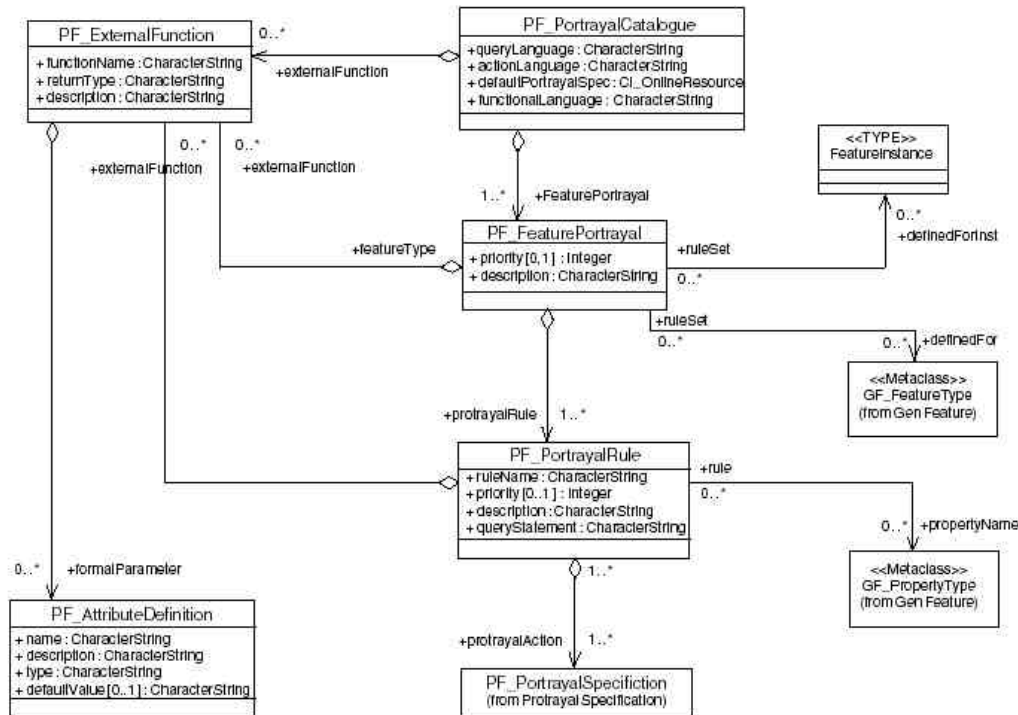 PF_ExternalFunction
+ functionName : CharacterString
+ returnType : CharacterString
+ description : CharacterString
0..*
+externalFunction
PF_PortrayalCatalogue
+queryLanguage : CharacterString
+actionLanguage : CharacterString
+defaultPortrayalSpec : CI_OnlineResource
+functionalLanguage : CharacterString
0..*
0..*
+externalFunction
+externalFunction
1..*
+FeaturePortrayal
<<TYPE>>
FeatureInstance
0..*
+definedForInst
PF_FeaturePortrayal
+ priority[0,1] : Integer
+ description : CharacterString
+featureType
+ruleSet
0..*
+ruleSet
0..*
0..*
+definedFor
<<Metaclass>>
GF_FeatureType
(from Gen Feature)
+protrayalRule
1..*
PF_PortrayalRule
+ ruleName : CharacterString
+ priority[0..1] : Integer
+ description : CharacterString
+ queryStatement : CharacterString
+rule
0..*
0..*
+propertyName
<<Metaclass>>
GF_PropertyType
(from Gen Feature)
0..*
+formalParameter
PF_AttributeDefinition
+ name : CharacterString
+ description : CharacterString
+ type : CharacterString
+ defaultValue[0..1] : CharacterString
1..*
+protrayalAction
1..*
PF_PortrayalSpecifiction
(from Protrayal Specification)